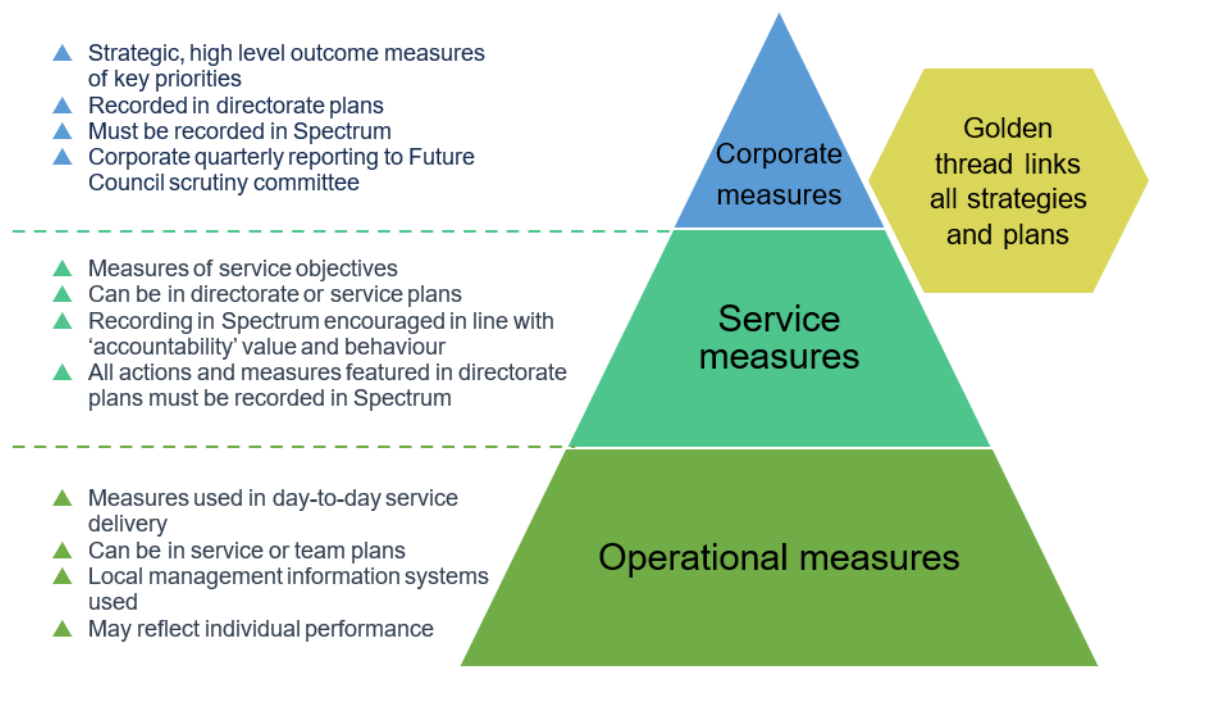 Strategic, high level outcome measures
of key priorities
Recorded in directorate plans
Must be recorded in Spectrum
Corporate quarterly reporting to Future
Council scrutiny committee
Corporate
measures
Golden
thread links
all strategies
and plans
Measures of service objectives
Can be in directorate or service plans
Recording in Spectrum encouraged in line with
‘accountability’ value and behaviour
All actions and measures featured in directorate
plans must be recorded in Spectrum
Service
measures
Measures used in day-to-day service
delivery
Can be in service or team plans
Local management information systems
used
May reflect individual performance
Operational measures